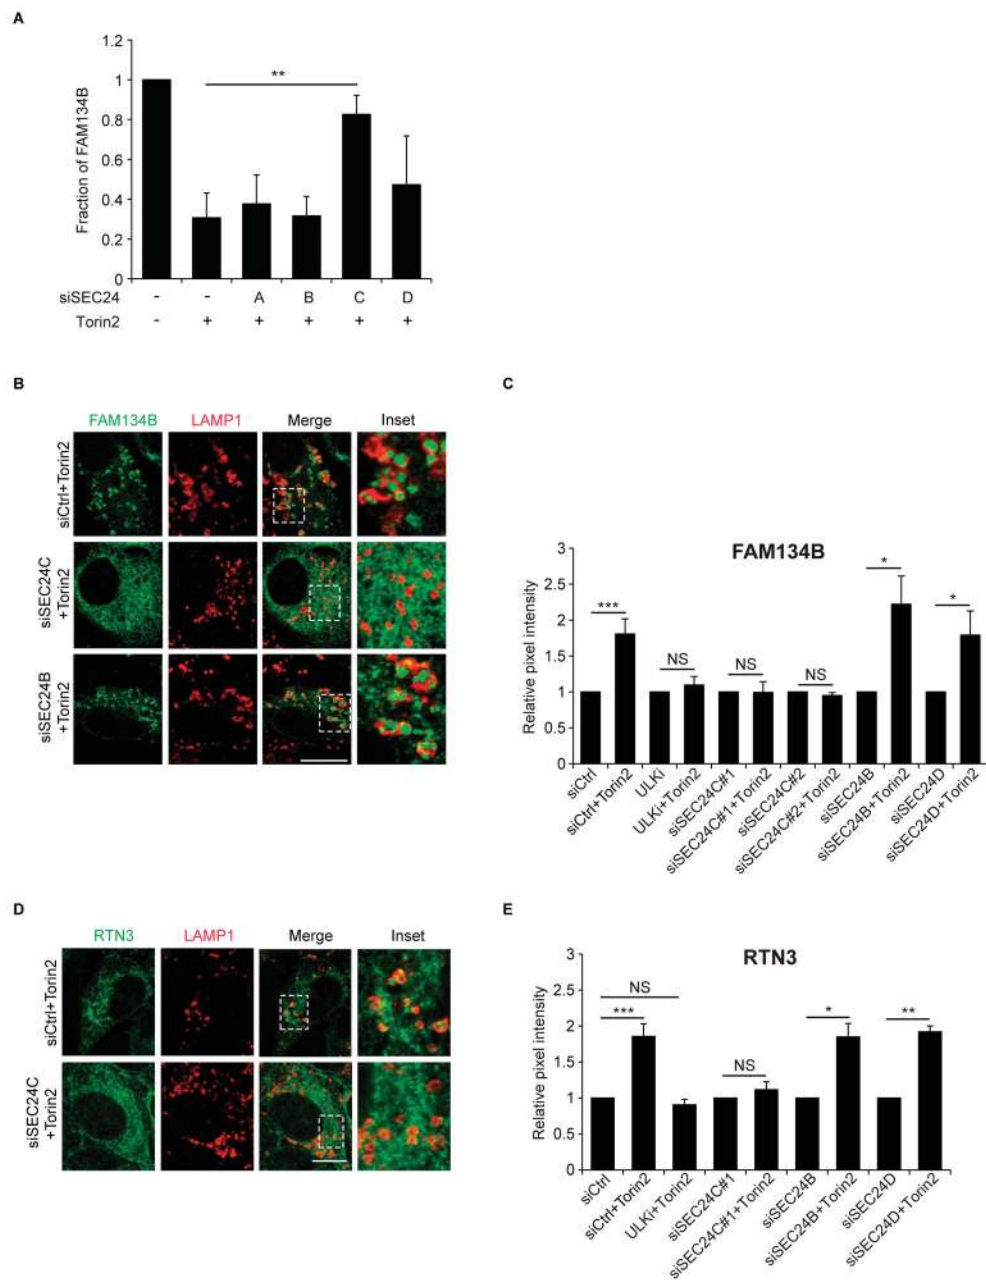 A
1.2
1
0.8
0.6
0.4
0.2
0
Fraction of FAM134B
**
siSEC24 - - A B C D
Torin2 - + + + + +
B
FAM134B LAMP1 Merge Inset
siCtrl+Torin2
siSEC24C
+Torin2
siSEC24B
+Torin2
C
FAM134B
3
2.5
2
1.5
1
0.5
0
Relative pixel intensity
*** NS NS NS * *
siCtrl
siCtrl+Torin2
ULKi
ULKi+Torin2
siSEC24C#1
siSEC24C#1+Torin2
siSEC24C#2
siSEC24C#2+Torin2
siSEC24B
siSEC24B+Torin2
siSEC24D
siSEC24D+Torin2
D
RTN3 LAMP1 Merge Inset
siCtrl+Torin2
siSEC24C
+Torin2
E
RTN3
3
2.5
2
1.5
1
0.5
0
Relative pixel intensity
NS
*** NS * **
siCtrl
siCtrl+Torin2
ULKi+Torin2
siSEC24C#1
siSEC24C#1+Torin2
siSEC24B
siSEC24B+Torin2
siSEC24D
siSEC24D+Torin2